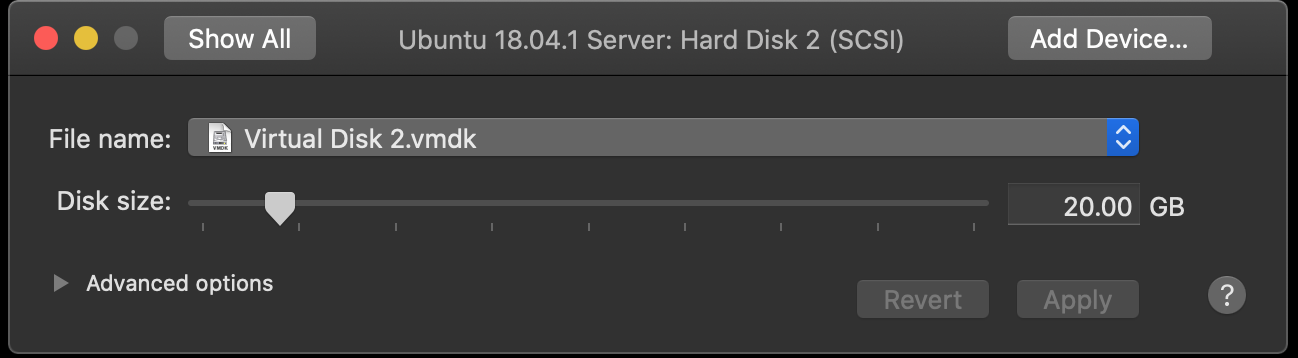 Show All
Ubuntu 18.04.1 Server: Hard Disk 2 (SCSI)
Add Device...
File name:
VMDK
Virtual Disk 2.vmdk
Disk size:
20.00 GB
Advanced options
Revert
Apply
?